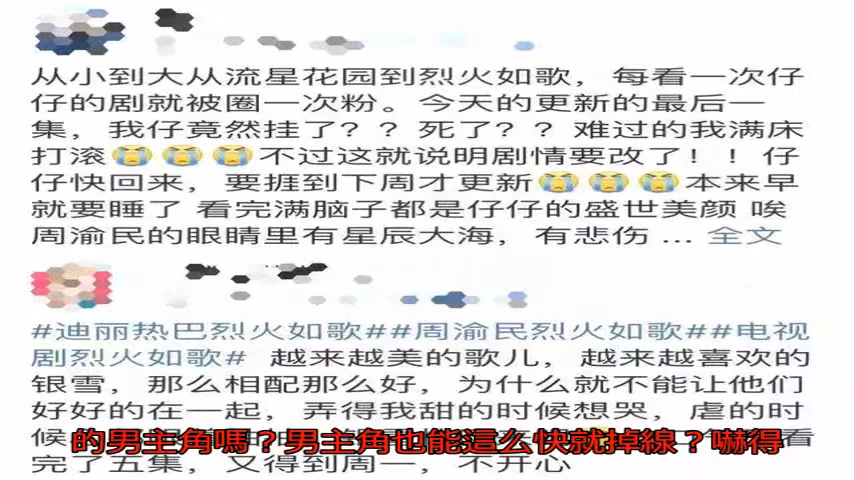 从小到大从流星花园到烈火如歌，每看一次仔
仔的剧就被圈一次粉。今天的更新的最后一
集，我仔竟然挂了？？死了？？难过的我满床
打滚😭😭😭不过这就说明剧情要改了！！仔
仔快回来，要捱到下周才更新😭😭😭本来早
就要睡了 看完满脑子都是仔仔的盛世美颜 唉
周渝民的眼睛里有星辰大海，有悲伤 ... 全文
#迪丽热巴烈火如歌##周渝民烈火如歌##电视
剧烈火如歌# 越来越美的歌儿，越来越喜欢的
银雪，那么相配那么好，为什么就不能让他们
好好的在一起，弄得我甜的时候想哭，虐的时
候
看
的男主角嗎？男主角也能這么快就掉線？嚇得
完了五集，又得到周一，不开心